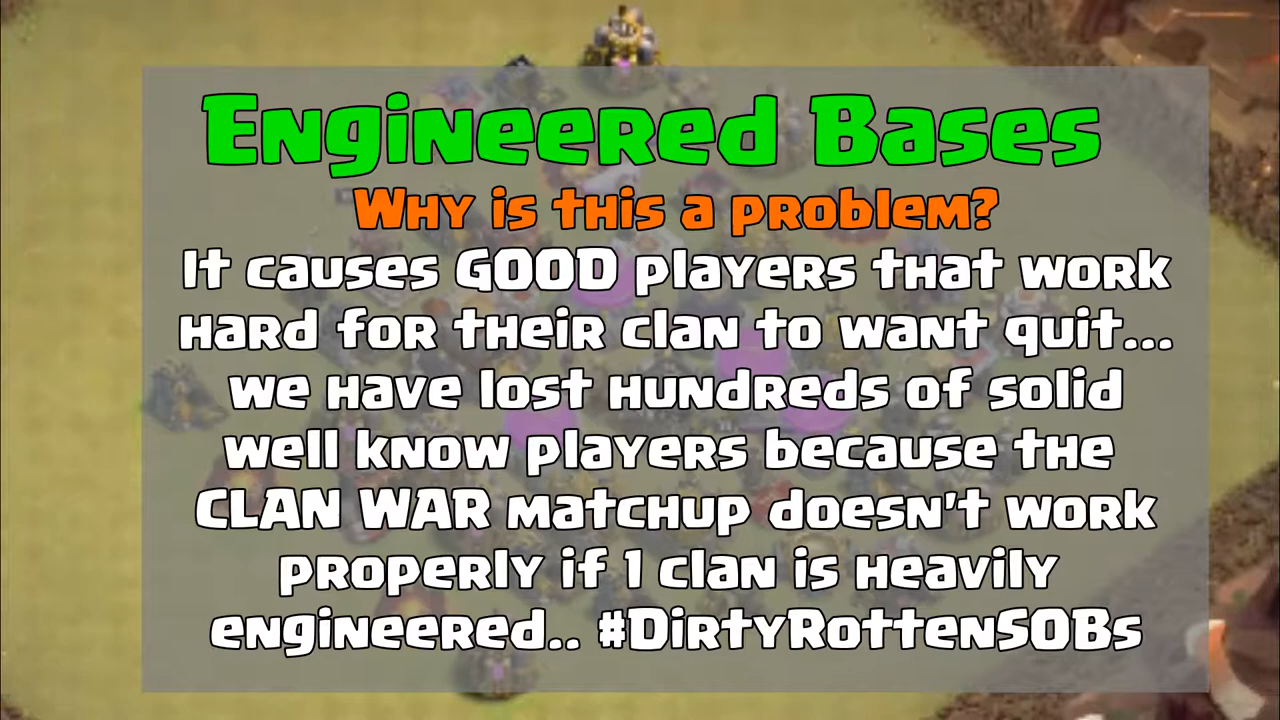 Engineered Bases
Why is this a problem?
It causes GOOD players that work
hard for their clan to want quit...
we have lost hundreds of solid
well know players because the
CLAN WAR matchup doesn't work
properly if 1 clan is heavily
engineered.. #DirtyRottenSOBs